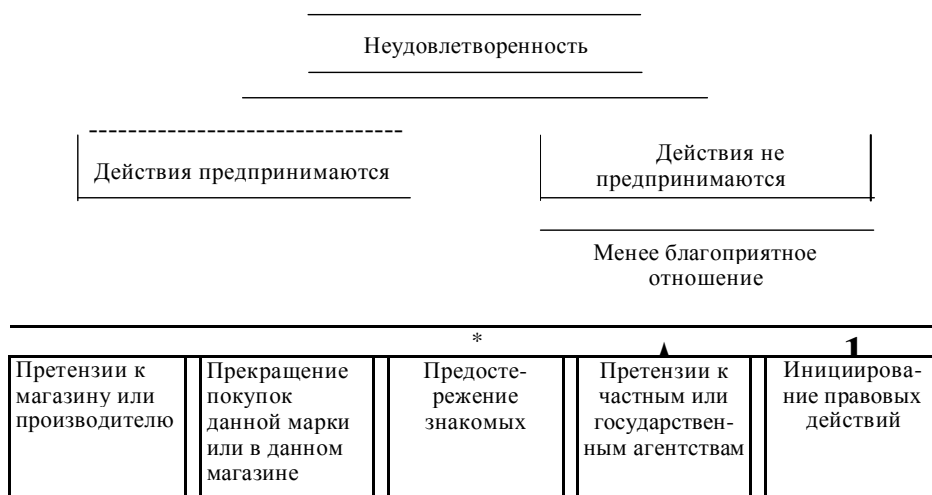 Неудовлетворенность
Действия предпринимаются
Действия не
предпринимаются
Менее благоприятное
отношение
*
1
Претензии к
магазину или
производителю
Прекращение
покупок
данной марки
или в данном
магазине
Предосте-
режение
знакомых
Претензии к
частным или
государствен-
ным агентствам
Инициирова-
ние правовых
действий